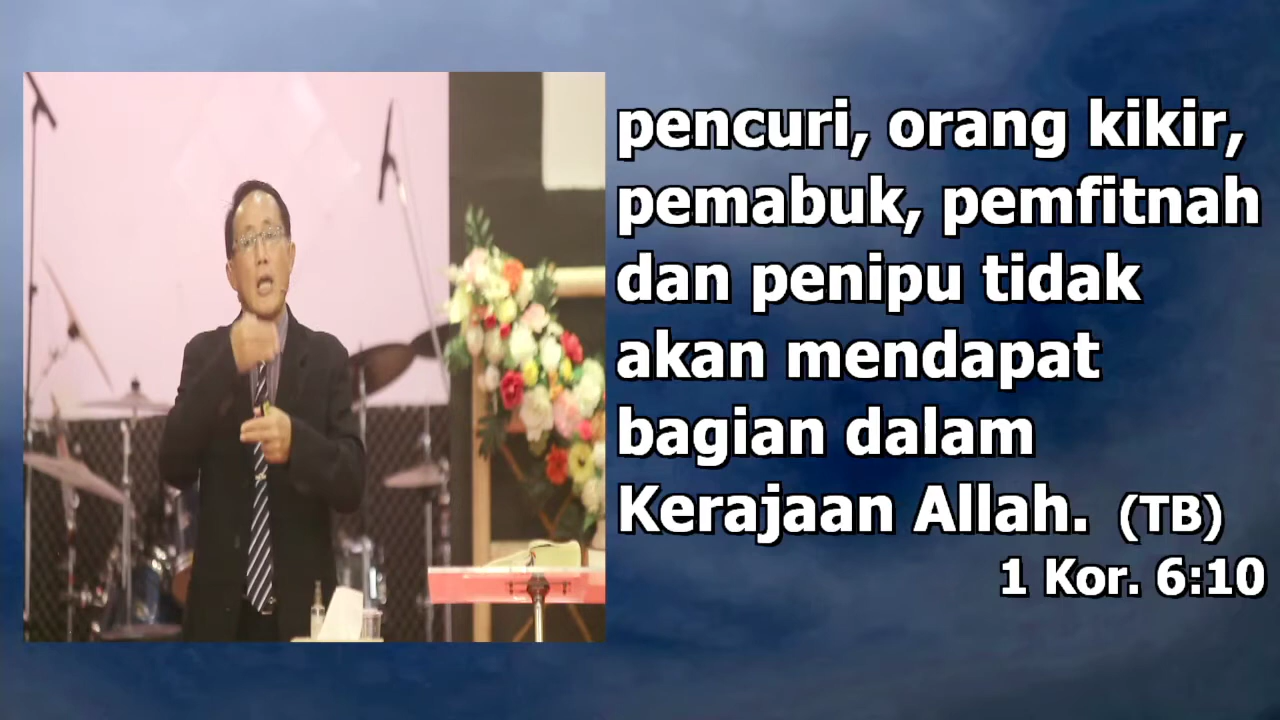 pencuri, orang kikir,
pemabuk, pemfitnah
dan penipu tidak
akan mendapat
bagian dalam
Kerajaan Allah. (TB)
1 Kor. 6:10